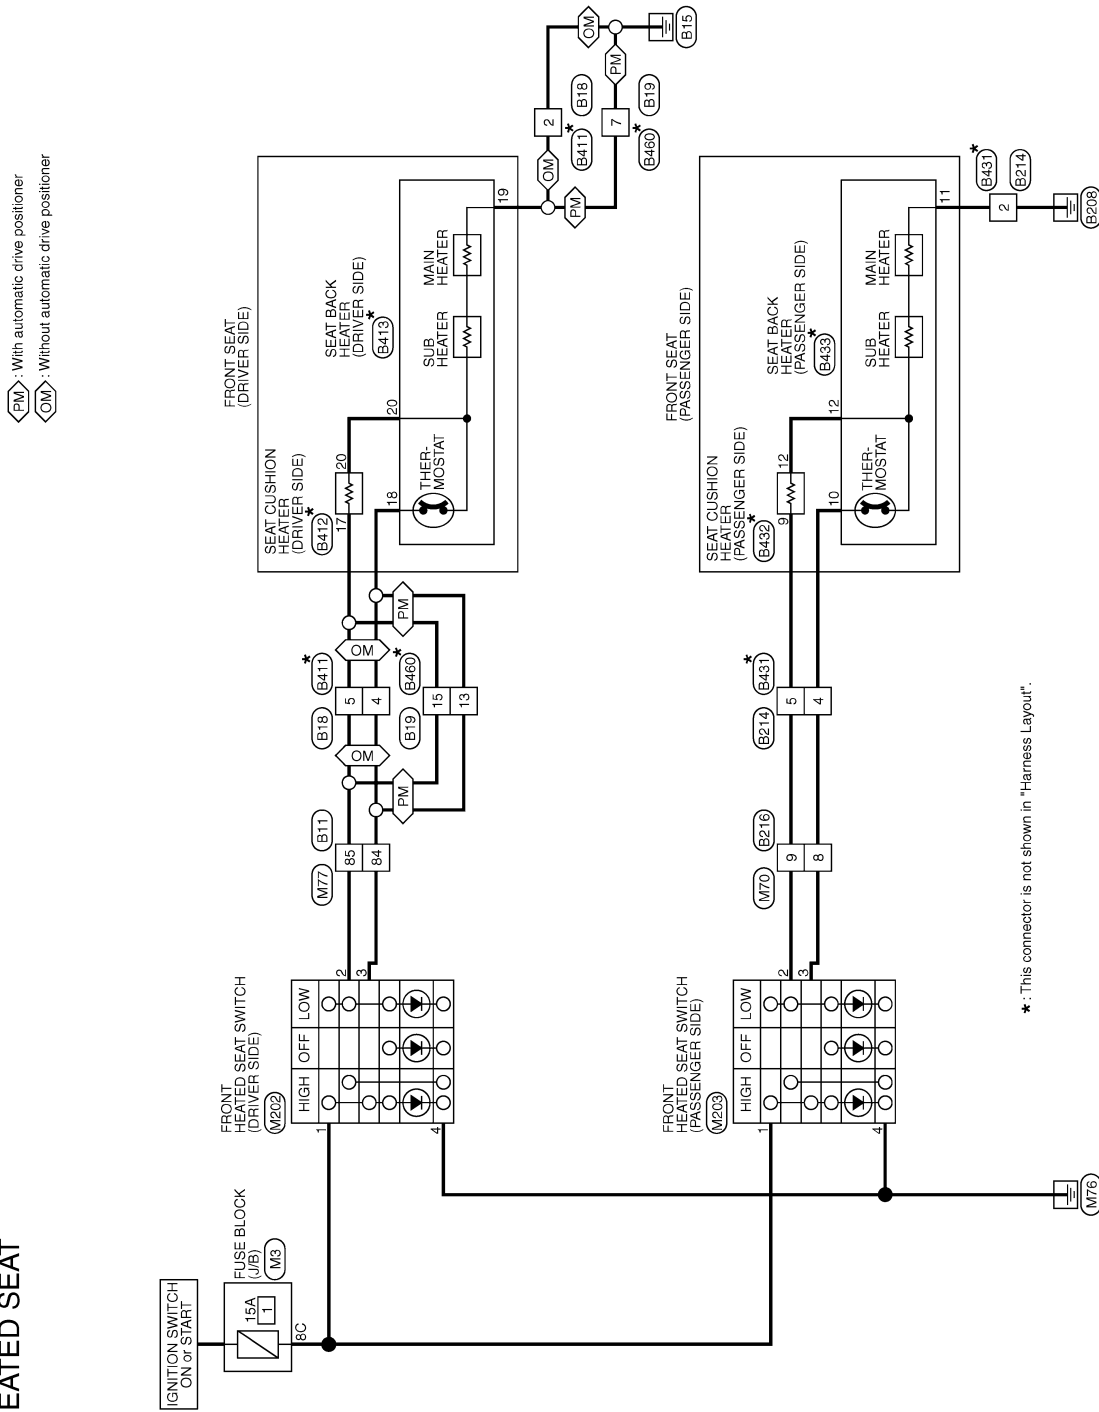 EATED SEAT
PM : With automatic drive positioner
OM : Without automatic drive positioner
IGNITION SWITCH
ON or START
15A
1
8C
FUSE BLOCK
(J/B)
M3
FRONT
HEATED SEAT SWITCH
(DRIVER SIDE)
M202
HIGH
OFF
LOW
1
4
2
3
M77
B11
85
84
OM
PM
B18
B411 *
5
4
B19
B460 *
15
13
OM
PM
FRONT SEAT
(DRIVER SIDE)
SEAT CUSHION
HEATER
(DRIVER SIDE)
B412 *
17
20
18
20
THER-
MOSTAT
SEAT BACK
HEATER
(DRIVER SIDE)
B413 *
SUB
HEATER
MAIN
HEATER
19
OM
PM
2
B411 *
B18
7
B460 *
B19
OM
PM
B15
FRONT
HEATED SEAT SWITCH
(PASSENGER SIDE)
M203
HIGH
OFF
LOW
1
4
2
3
M70
B216
9
8
B214
B431 *
5
4
FRONT SEAT
(PASSENGER SIDE)
SEAT CUSHION
HEATER
(PASSENGER SIDE)
B432 *
9
12
10
12
THER-
MOSTAT
SEAT BACK
HEATER
(PASSENGER SIDE)
B433 *
SUB
HEATER
MAIN
HEATER
11
B431 *
B214
2
B208
M76
* : This connector is not shown in "Harness Layout".